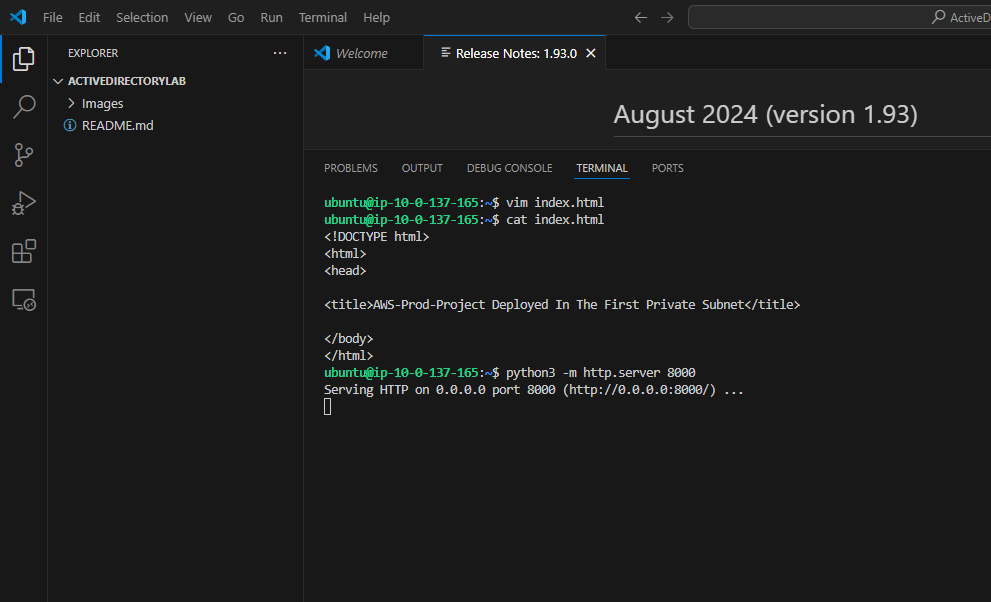 File Edit Selection View Go Run Terminal Help
ActiveD
EXPLORER
Welcome
Release Notes: 1.93.0
ACTIVEDIRECTORYLAB
Images
README.md
August 2024 (version 1.93)
PROBLEMS OUTPUT DEBUG CONSOLE TERMINAL PORTS
ubuntu@ip-10-0-137-165:~$ vim index.html
ubuntu@ip-10-0-137-165:~$ cat index.html
<!DOCTYPE html>
<html>
<head>
<title>AWS-Prod-Project Deployed In The First Private Subnet</title>
</body>
</html>
ubuntu@ip-10-0-137-165:~$ python3 -m http.server 8000
Serving HTTP on 0.0.0.0 port 8000 (http://0.0.0.0:8000/) ...